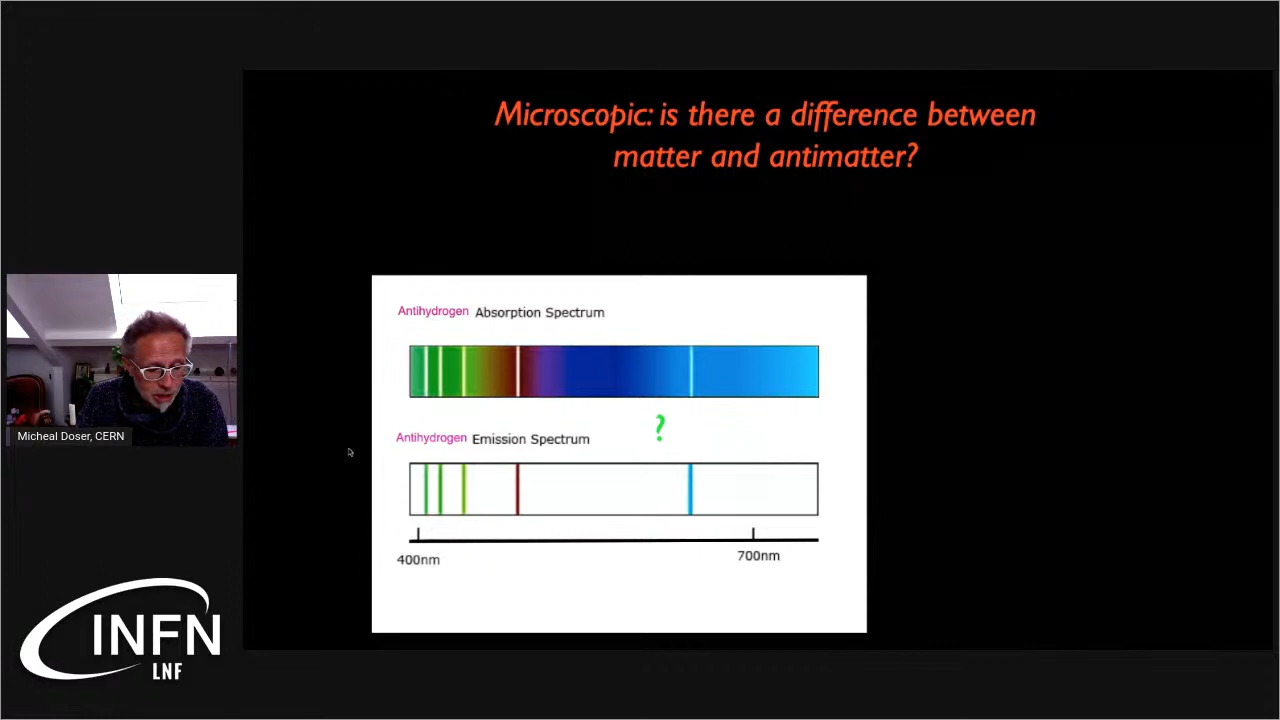 Microscopic: is there a difference between
matter and antimatter?
Antihydrogen Absorption Spectrum
?
Antihydrogen Emission Spectrum
400nm
700nm
Micheal Doser, CERN
INFN
LNF